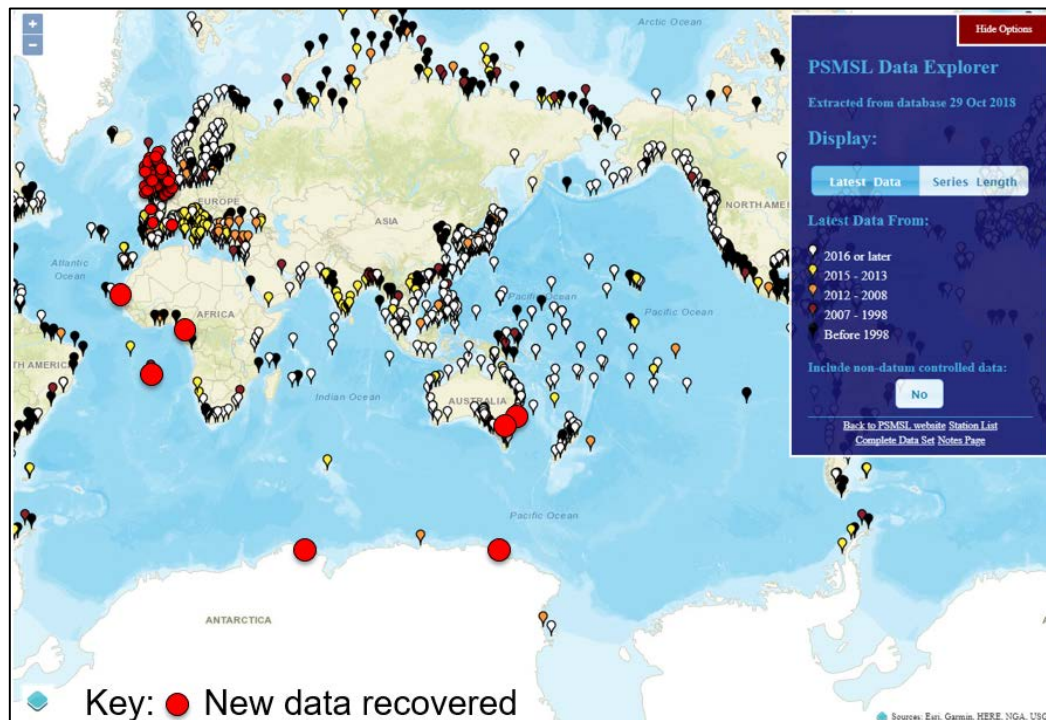 +
−
Arctic Ocean
Hide Options
PSMSL Data Explorer
Extracted from database 29 Oct 2018
Display:
Latest Data Series Length
Latest Data From:
2016 or later
2015 - 2013
2012 - 2008
2007 - 1998
Before 1998
Include non-datum controlled data:
No
Back to PSMSL website Station List
Complete Data Set Notes Page
EUROPE
ASIA
NORTH AMERI
Atlantic
Ocean
AFRICA
Pacific Ocean
Pacific Ocean
TH AMERICA
Indian Ocean
AUSTRALIA
Pacific Ocean
ANTARCTICA
A
Key: New data recovered
Sources: Esri, Garmin, HERE, NGA, USG